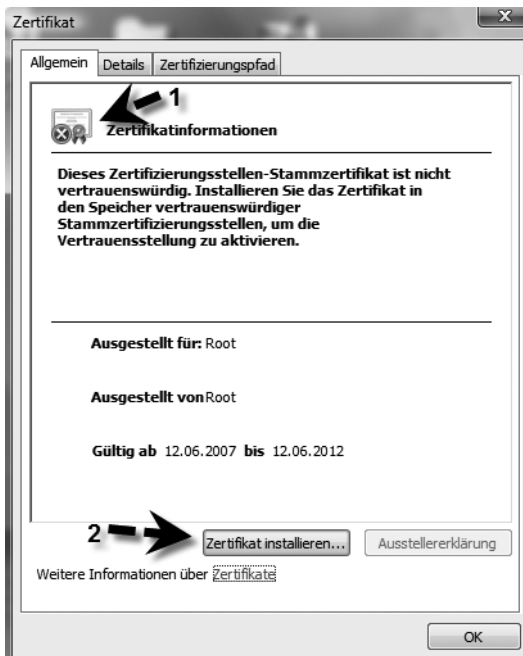 Zertifikat
Allgemein Details Zertifizierungspfad
1
Zertifikatinformationen
Dieses Zertifizierungsstellen-Stammzertifikat ist nicht
vertrauenswürdig. Installieren Sie das Zertifikat in
den Speicher vertrauenswürdiger
Stammzertifizierungsstellen, um die
Vertrauensstellung zu aktivieren.
Ausgestellt für: Root
Ausgestellt von Root
Gültig ab 12.06.2007 bis 12.06.2012
2
Zertifikat installieren... Ausstellererklärung
Weitere Informationen über Zertifikate
OK